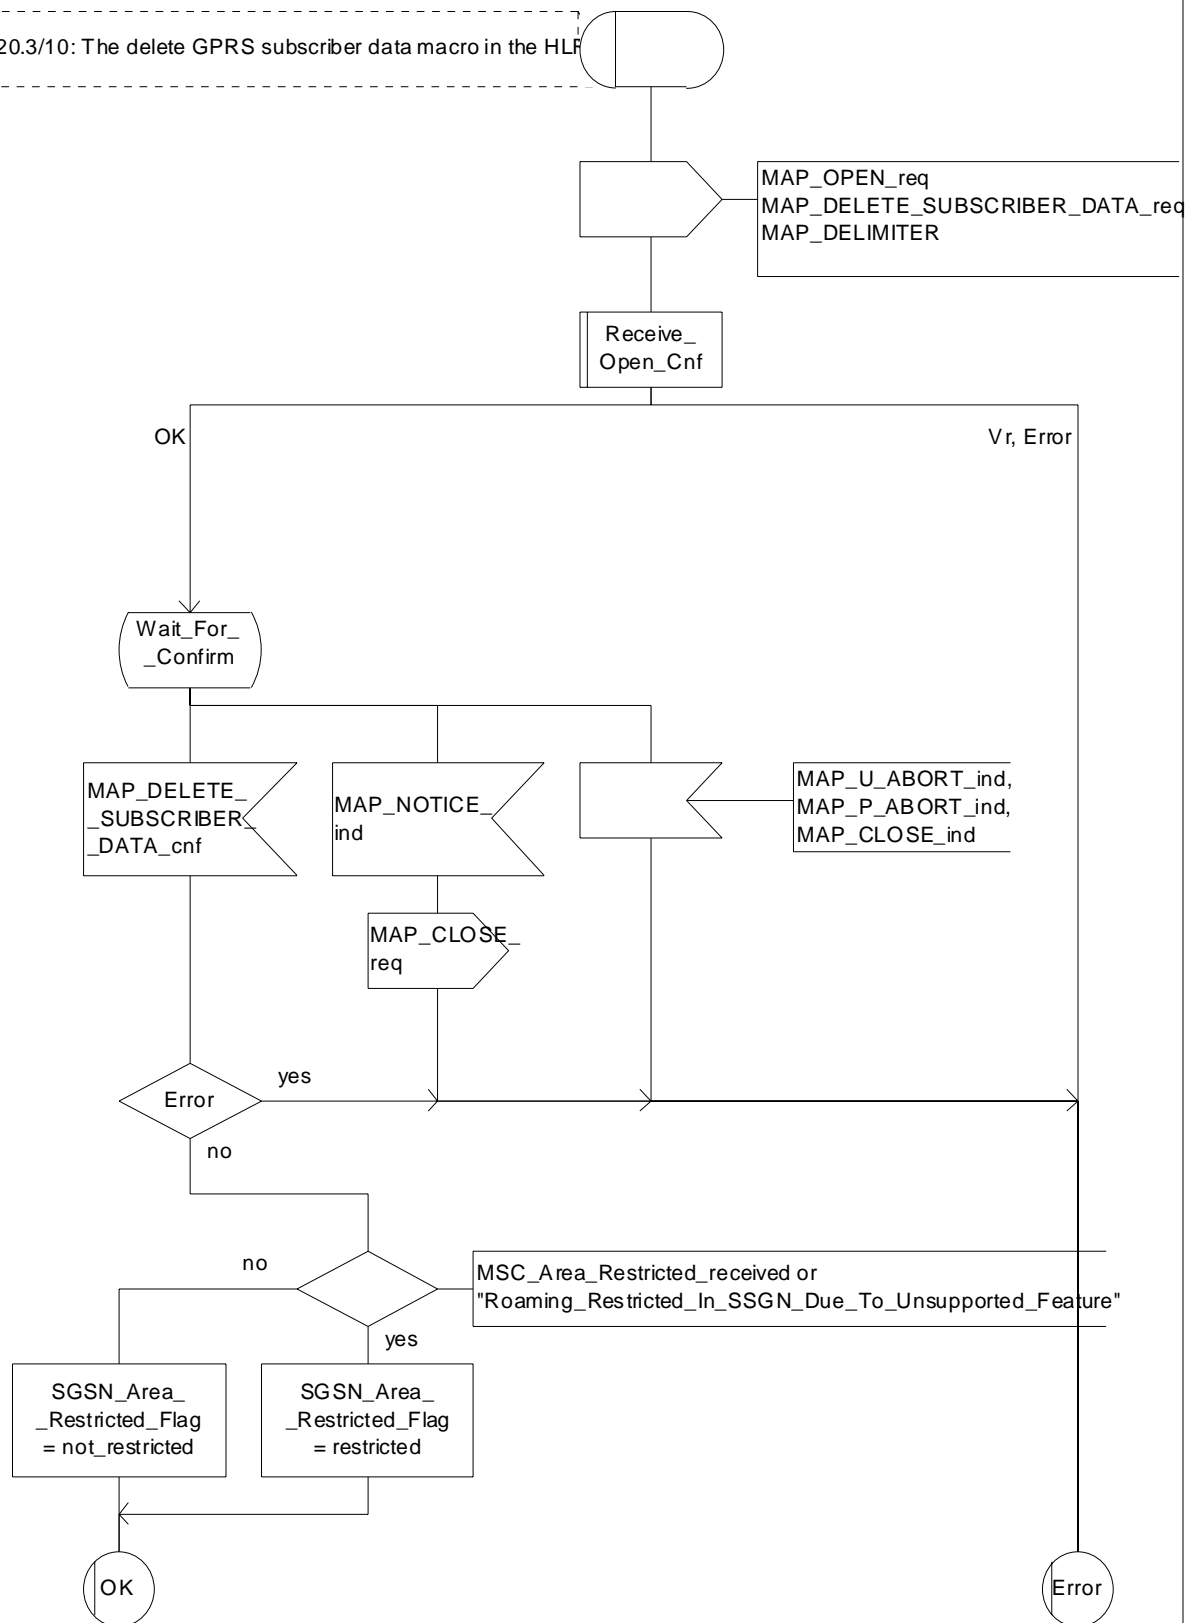 20.3/10: The delete GPRS subscriber data macro in the HLR
MAP_OPEN_req
MAP_DELETE_SUBSCRIBER_DATA_req
MAP_DELIMITER
Receive_
Open_Cnf
OK
Vr, Error
Wait_For_
_Confirm
MAP_DELETE_
_SUBSCRIBER_
_DATA_cnf
MAP_NOTICE_
ind
MAP_U_ABORT_ind,
MAP_P_ABORT_ind,
MAP_CLOSE_ind
MAP_CLOSE_
req
Error
yes
no
no
MSC_Area_Restricted_received or
"Roaming_Restricted_In_SSGN_Due_To_Unsupported_Feature"
yes
SGSN_Area_
_Restricted_Flag
= not_restricted
SGSN_Area_
_Restricted_Flag
= restricted
OK
Error